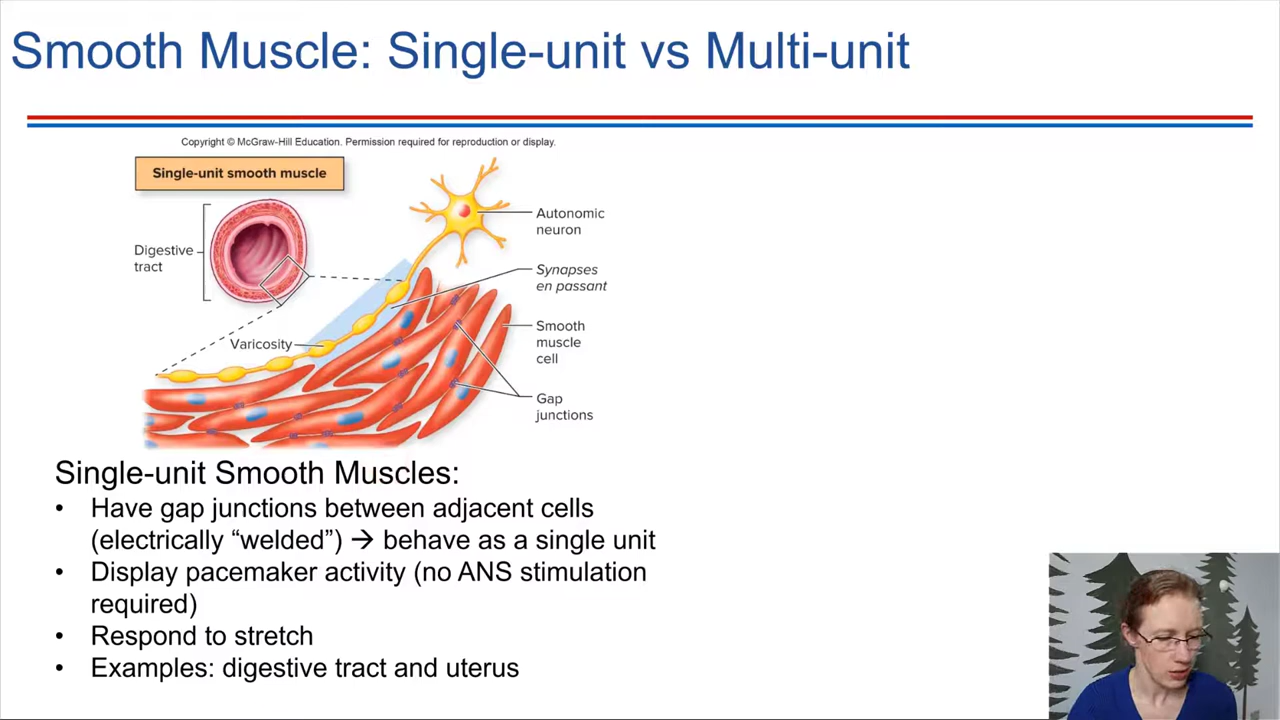 Smooth Muscle: Single-unit vs Multi-unit
Copyright © McGraw-Hill Education. Permission required for reproduction or display.
Single-unit smooth muscle
Digestive
tract
Autonomic
neuron
Synapses
en passant
Varicosity
Smooth
muscle
cell
Gap
junctions
Single-unit Smooth Muscles:
• Have gap junctions between adjacent cells
(electrically “welded”) → behave as a single unit
• Display pacemaker activity (no ANS stimulation
required)
• Respond to stretch
• Examples: digestive tract and uterus